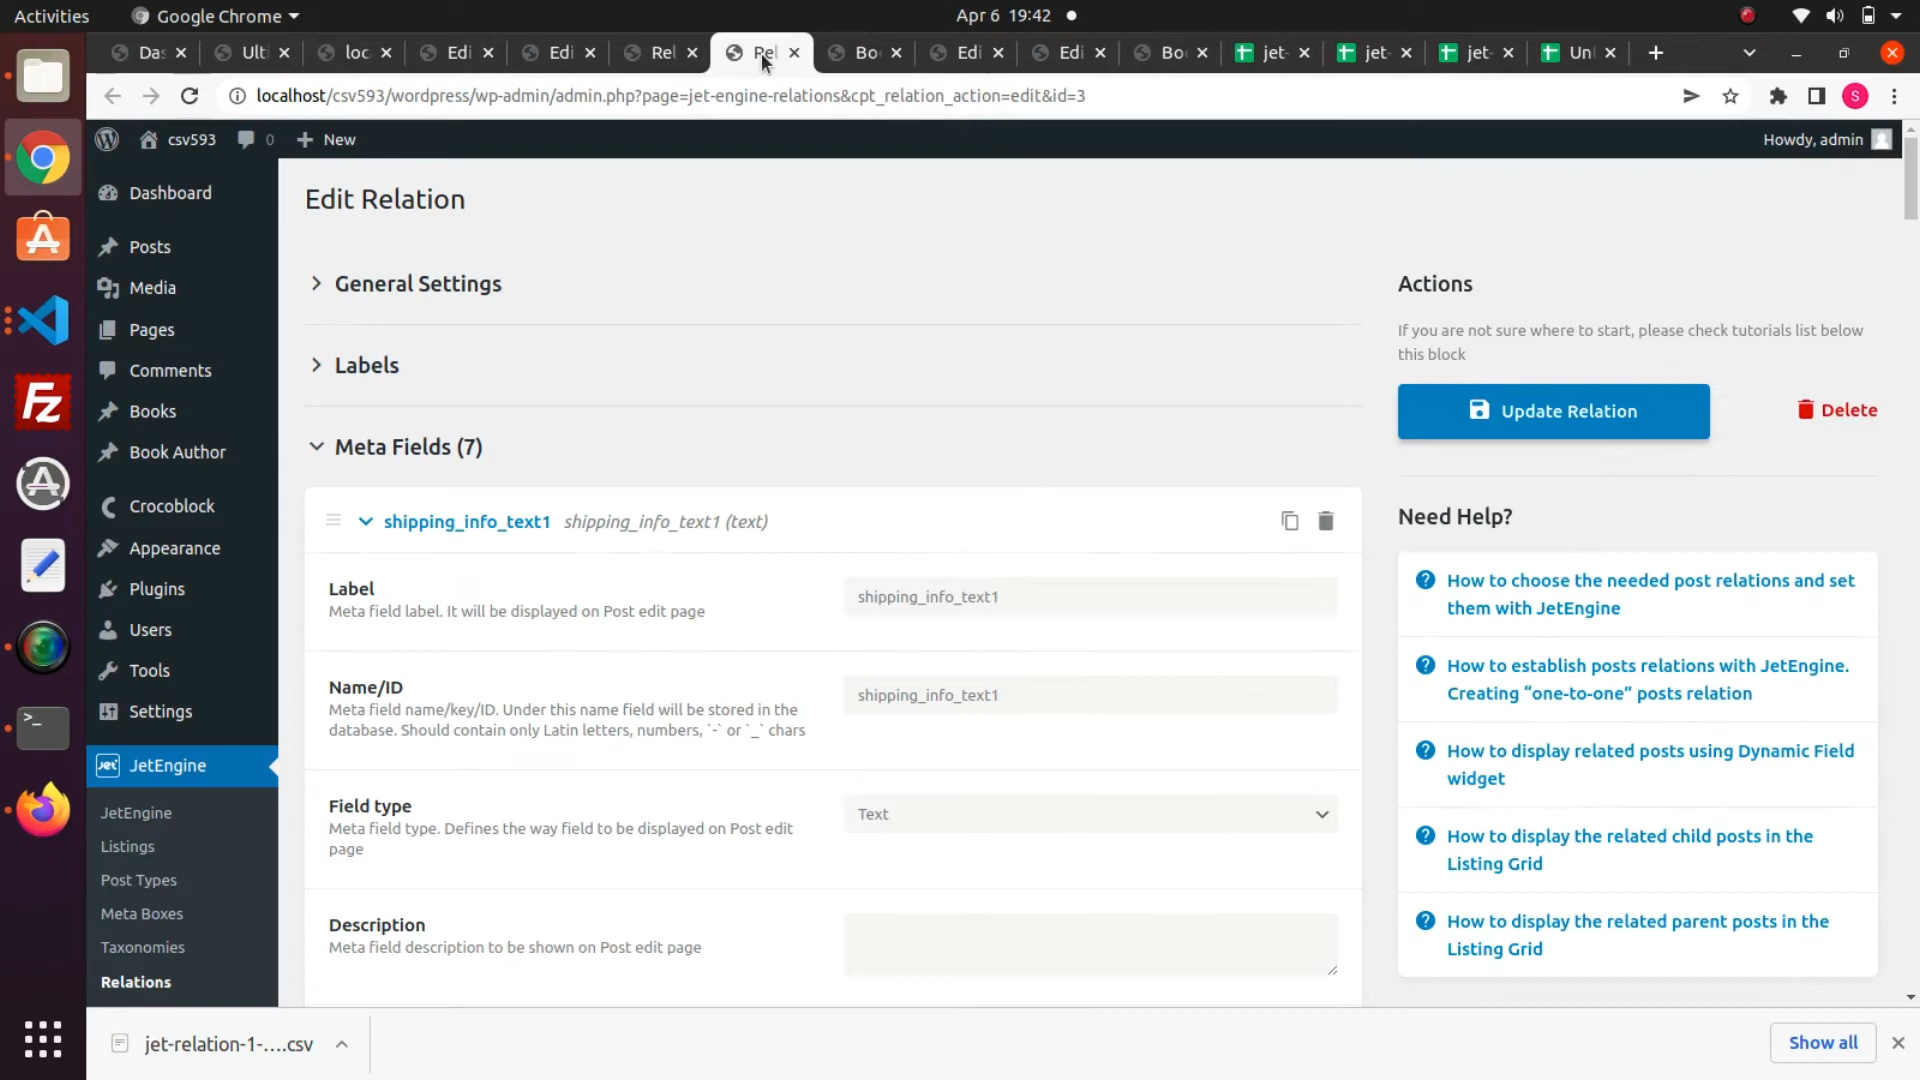 Activities
Google Chrome
Apr 6 19:42
Das
Ulti
loc
Edi
Edi
Rel
Rel
Bo
Edi
Edi
Bo
jet-
jet-
jet-
Un
localhost/csv593/wordpress/wp-admin/admin.php?page=jet-engine-relations&cpt_relation_action=edit&id=3
S
csv593
0
New
Howdy, admin
Dashboard
Posts
Media
Pages
Comments
Books
Book Author
Crocoblock
Appearance
Plugins
Users
Tools
Settings
Jet JetEngine
JetEngine
Listings
Post Types
Meta Boxes
Taxonomies
Relations
Edit Relation
General Settings
Labels
Meta Fields (7)
shipping_info_text1 shipping_info_text1 (text)
Label
Meta field label. It will be displayed on Post edit page
shipping_info_text1
Name/ID
Meta field name/key/ID. Under this name field will be stored in the
database. Should contain only Latin letters, numbers, `-` or `_` chars
shipping_info_text1
Field type
Meta field type. Defines the way field to be displayed on Post edit
page
Text
Description
Meta field description to be shown on Post edit page
Actions
If you are not sure where to start, please check tutorials list below
this block
Update Relation
Delete
Need Help?
How to choose the needed post relations and set
them with JetEngine
How to establish posts relations with JetEngine.
Creating “one-to-one” posts relation
How to display related posts using Dynamic Field
widget
How to display the related child posts in the
Listing Grid
How to display the related parent posts in the
Listing Grid
jet-relation-1-....csv
Show all